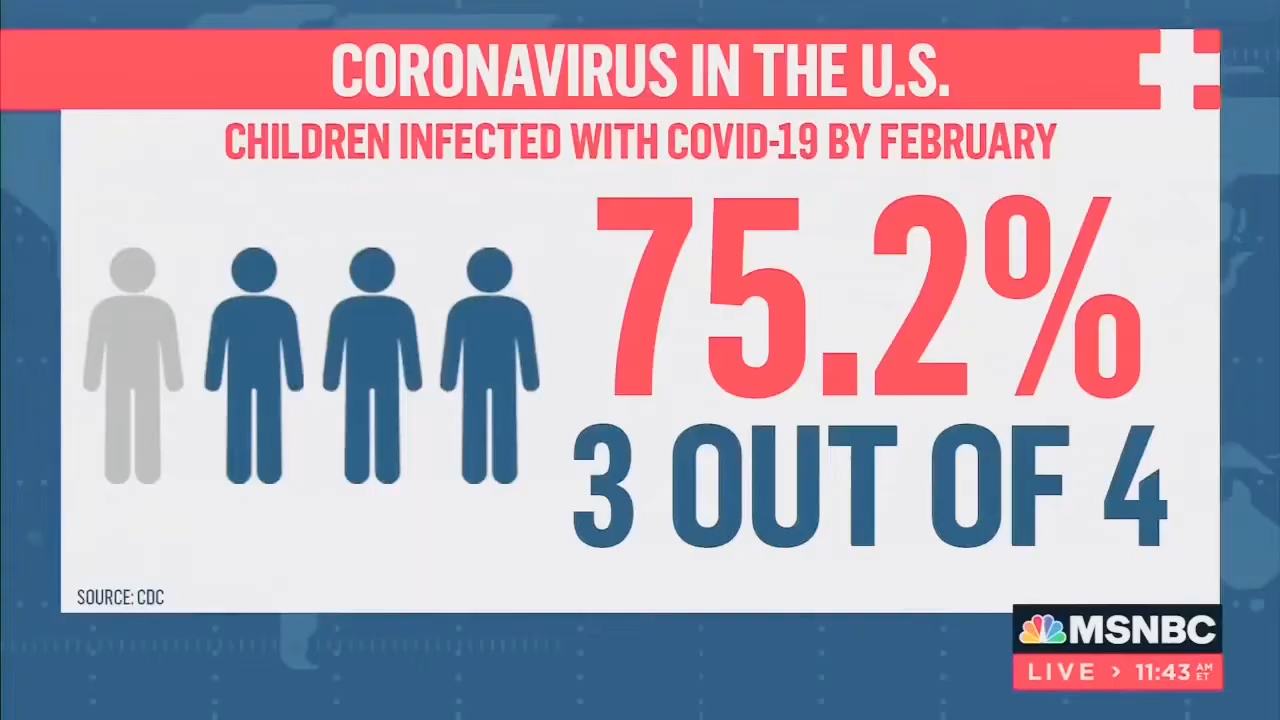 CORONAVIRUS IN THE U.S.
CHILDREN INFECTED WITH COVID-19 BY FEBRUARY
75.2%
3 OUT OF 4
SOURCE: CDC
MSNBC
LIVE > 11:43 AM ET